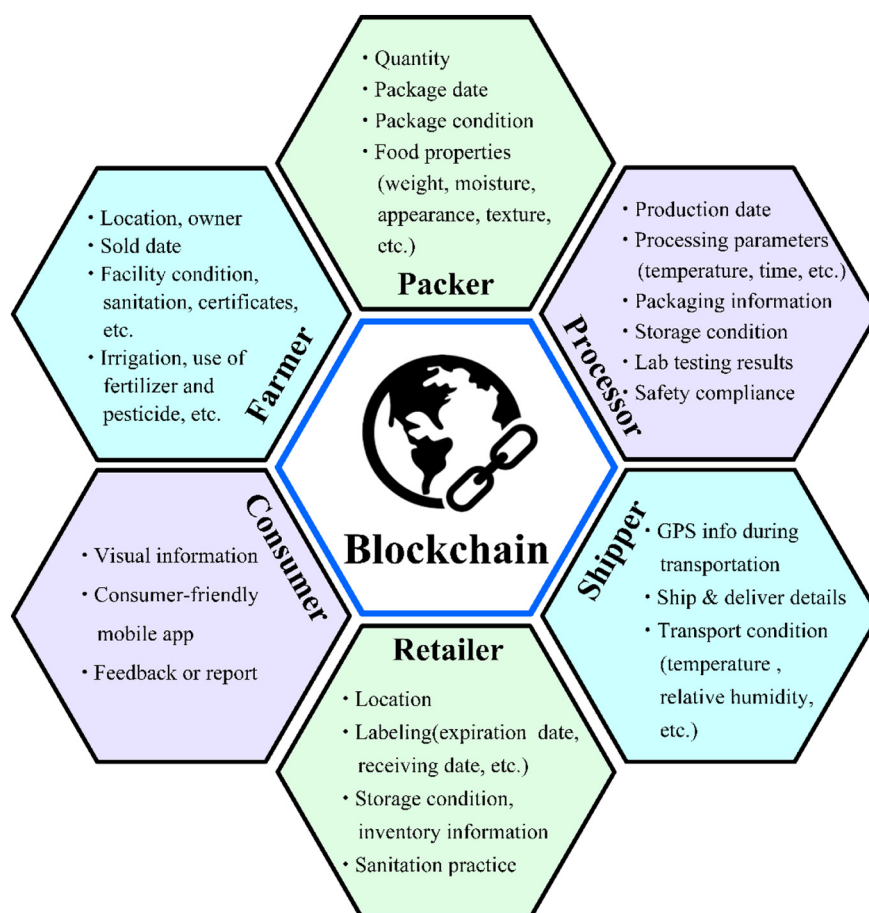 ・Quantity
・Package date
・Package condition
・Food properties
(weight, moisture,
appearance, texture,
etc.)
Packer
・Location, owner
・Sold date
・Facility condition,
sanitation, certificates,
etc.
・Irrigation, use of
fertilizer and
pesticide, etc.
Farmer
・Production date
・Processing parameters
(temperature, time, etc.)
・Packaging information
・Storage condition
・Lab testing results
・Safety compliance
Processor
Blockchain
・Visual information
・Consumer-friendly
mobile app
・Feedback or report
Consumer
・GPS info during
transportation
・Ship & deliver details
・Transport condition
(temperature ,
relative humidity,
etc.)
Shipper
Retailer
・Location
・Labeling(expiration date,
receiving date, etc.)
・Storage condition,
inventory information
・Sanitation practice